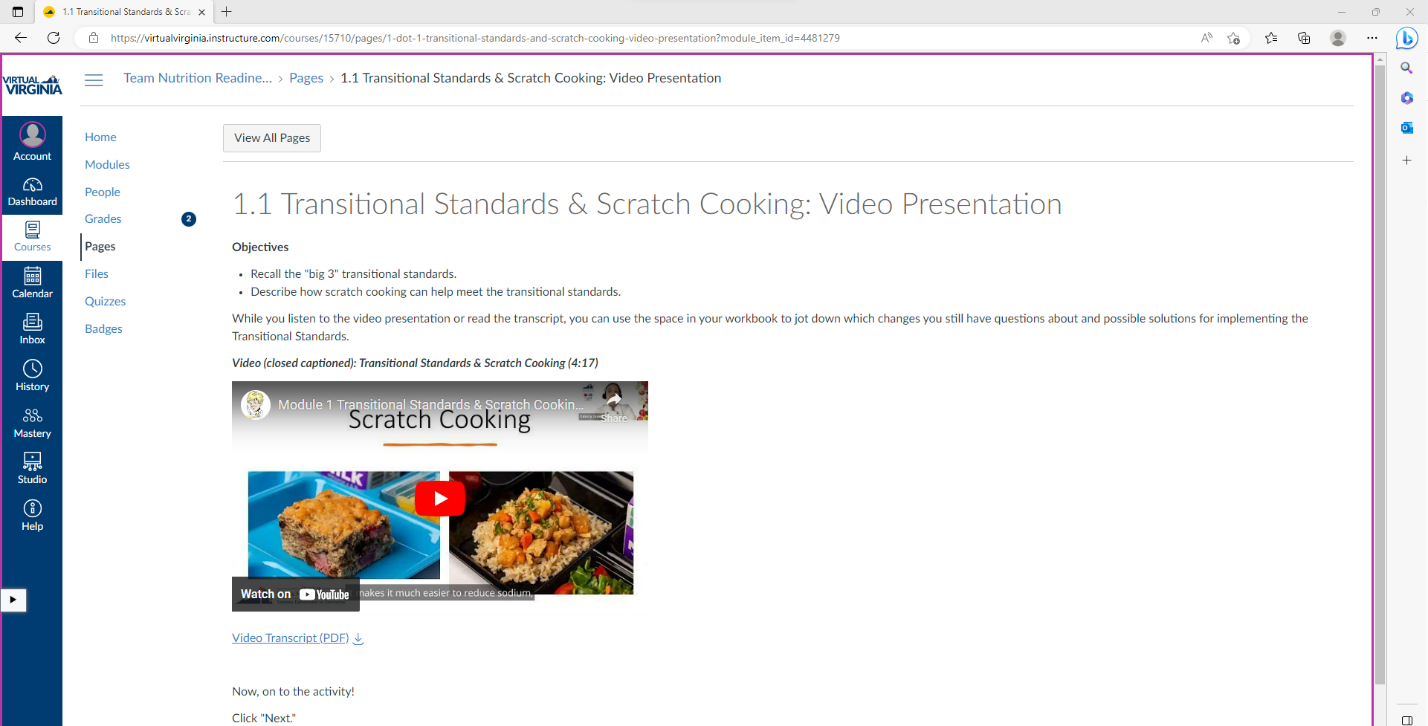 1.1 Transitional Standards & Scra
https://virtualvirginia.instructure.com/courses/15710/pages/1-dot-1-transitional-standards-and-scratch-cooking-video-presentation?module_item_id=4481279
VIRTUAL
VIRGINIA
Team Nutrition Readine... › Pages › 1.1 Transitional Standards & Scratch Cooking: Video Presentation
Account
Dashboard
Courses
Calendar
Inbox
History
Mastery
Studio
Help
Home
Modules
People
Grades 2
Pages
Files
Quizzes
Badges
View All Pages
1.1 Transitional Standards & Scratch Cooking: Video Presentation
Objectives
• Recall the "big 3" transitional standards.
• Describe how scratch cooking can help meet the transitional standards.
While you listen to the video presentation or read the transcript, you can use the space in your workbook to jot down which changes you still have questions about and possible solutions for implementing the
Transitional Standards.
Video (closed captioned): Transitional Standards & Scratch Cooking (4:17)
Module 1 Transitional Standards & Scratch Cookin...
Share
Scratch Cooking
MILK
Watch on YouTube
makes it much easier to reduce sodium.
Video Transcript (PDF)
Now, on to the activity!
Click "Next."